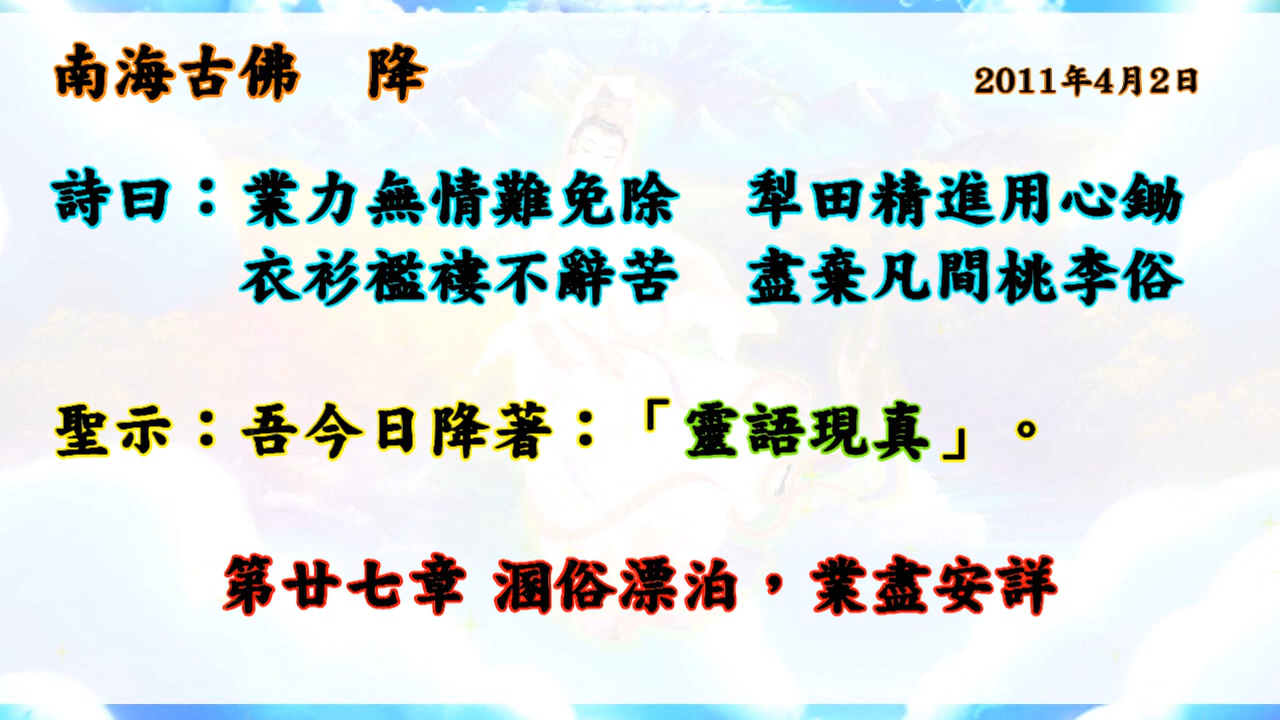 南海古佛　降
2011年4月2日
詩曰：業力無情難免除　犁田精進用心鋤
衣衫襤褸不辭苦　盡棄凡間桃李俗
聖示：吾今日降著：「靈語現真」。
第廿七章 溷俗漂泊，業盡安詳